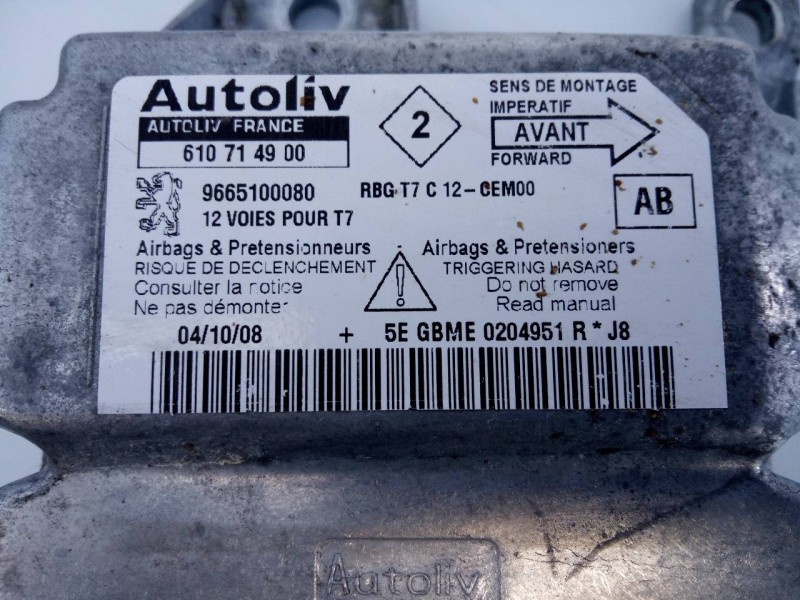 Autoliv
AUTOLIV FRANCE
610 71 49 00
2
SENS DE MONTAGE
IMPERATIF
AVANT
FORWARD
9665100080
RBG T7 C 12-CEM00
12 VOIES POUR T7
AB
Airbags & Pretensionneurs
RISQUE DE DECLENCHEMENT
Consulter la notice
Ne pas démonter
!
Airbags & Pretensioners
TRIGGERING HASARD
Do not remove
Read manual
04/10/08 + 5E GBME 0204951 R * J8
Autoliv